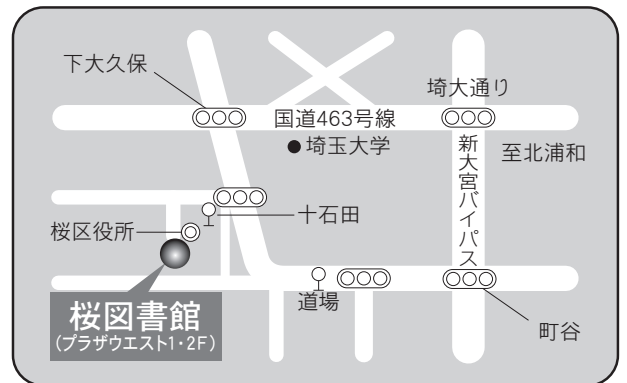 下大久保
埼大通り
国道463号線
埼玉大学
新大宮バイパス
至北浦和
十石田
桜区役所
道場
桜図書館
(プラザウエスト1・2F)
町谷